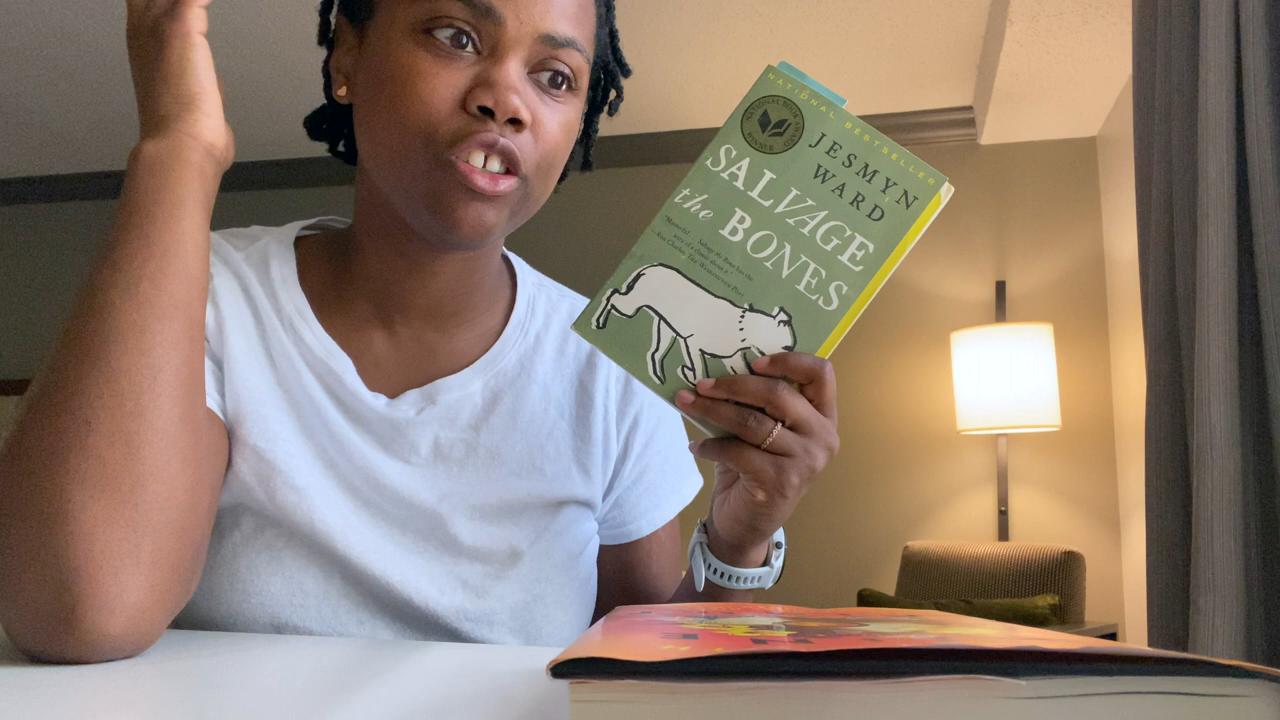 NATIONAL BESTSELLER
NATIONAL BOOK AWARD
WINNER
JESMYN
WARD
SALVAGE
the BONES